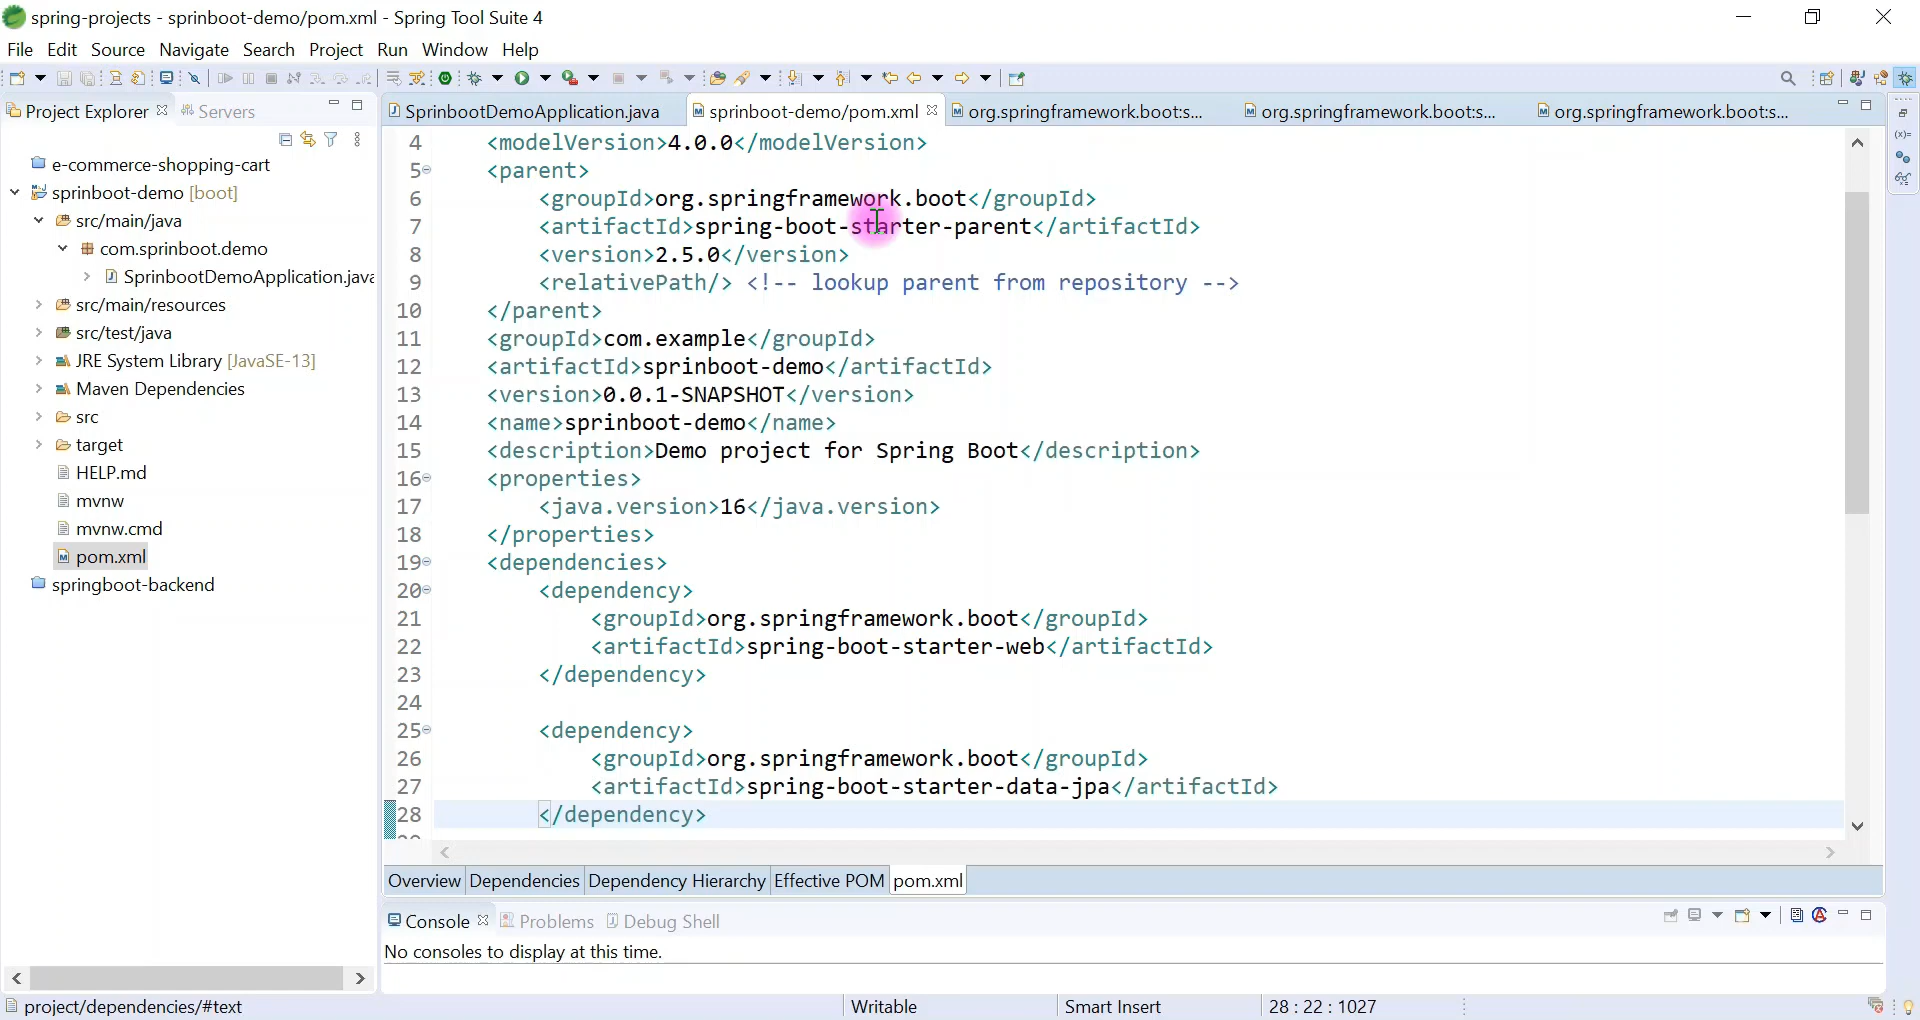 spring-projects - sprinboot-demo/pom.xml - Spring Tool Suite 4
File Edit Source Navigate Search Project Run Window Help
Project Explorer Servers
e-commerce-shopping-cart
sprinboot-demo [boot]
src/main/java
com.sprinboot.demo
SprinbootDemoApplication.java
src/main/resources
src/test/java
JRE System Library [JavaSE-13]
Maven Dependencies
src
target
HELP.md
mvnw
mvnw.cmd
pom.xml
springboot-backend
SprinbootDemoApplication.java sprinboot-demo/pom.xml org.springframework.boot:s... org.springframework.boot:s... org.springframework.boot:s...
4 <modelVersion>4.0.0</modelVersion>
5 <parent>
6 <groupId>org.springframework.boot</groupId>
7 <artifactId>spring-boot-starter-parent</artifactId>
8 <version>2.5.0</version>
9 <relativePath/> <!-- lookup parent from repository -->
10 </parent>
11 <groupId>com.example</groupId>
12 <artifactId>sprinboot-demo</artifactId>
13 <version>0.0.1-SNAPSHOT</version>
14 <name>sprinboot-demo</name>
15 <description>Demo project for Spring Boot</description>
16 <properties>
17 <java.version>16</java.version>
18 </properties>
19 <dependencies>
20 <dependency>
21 <groupId>org.springframework.boot</groupId>
22 <artifactId>spring-boot-starter-web</artifactId>
23 </dependency>
24
25 <dependency>
26 <groupId>org.springframework.boot</groupId>
27 <artifactId>spring-boot-starter-data-jpa</artifactId>
28 </dependency>
Overview Dependencies Dependency Hierarchy Effective POM pom.xml
Console Problems Debug Shell
No consoles to display at this time.
project/dependencies/#text Writable Smart Insert 28 : 22 : 1027